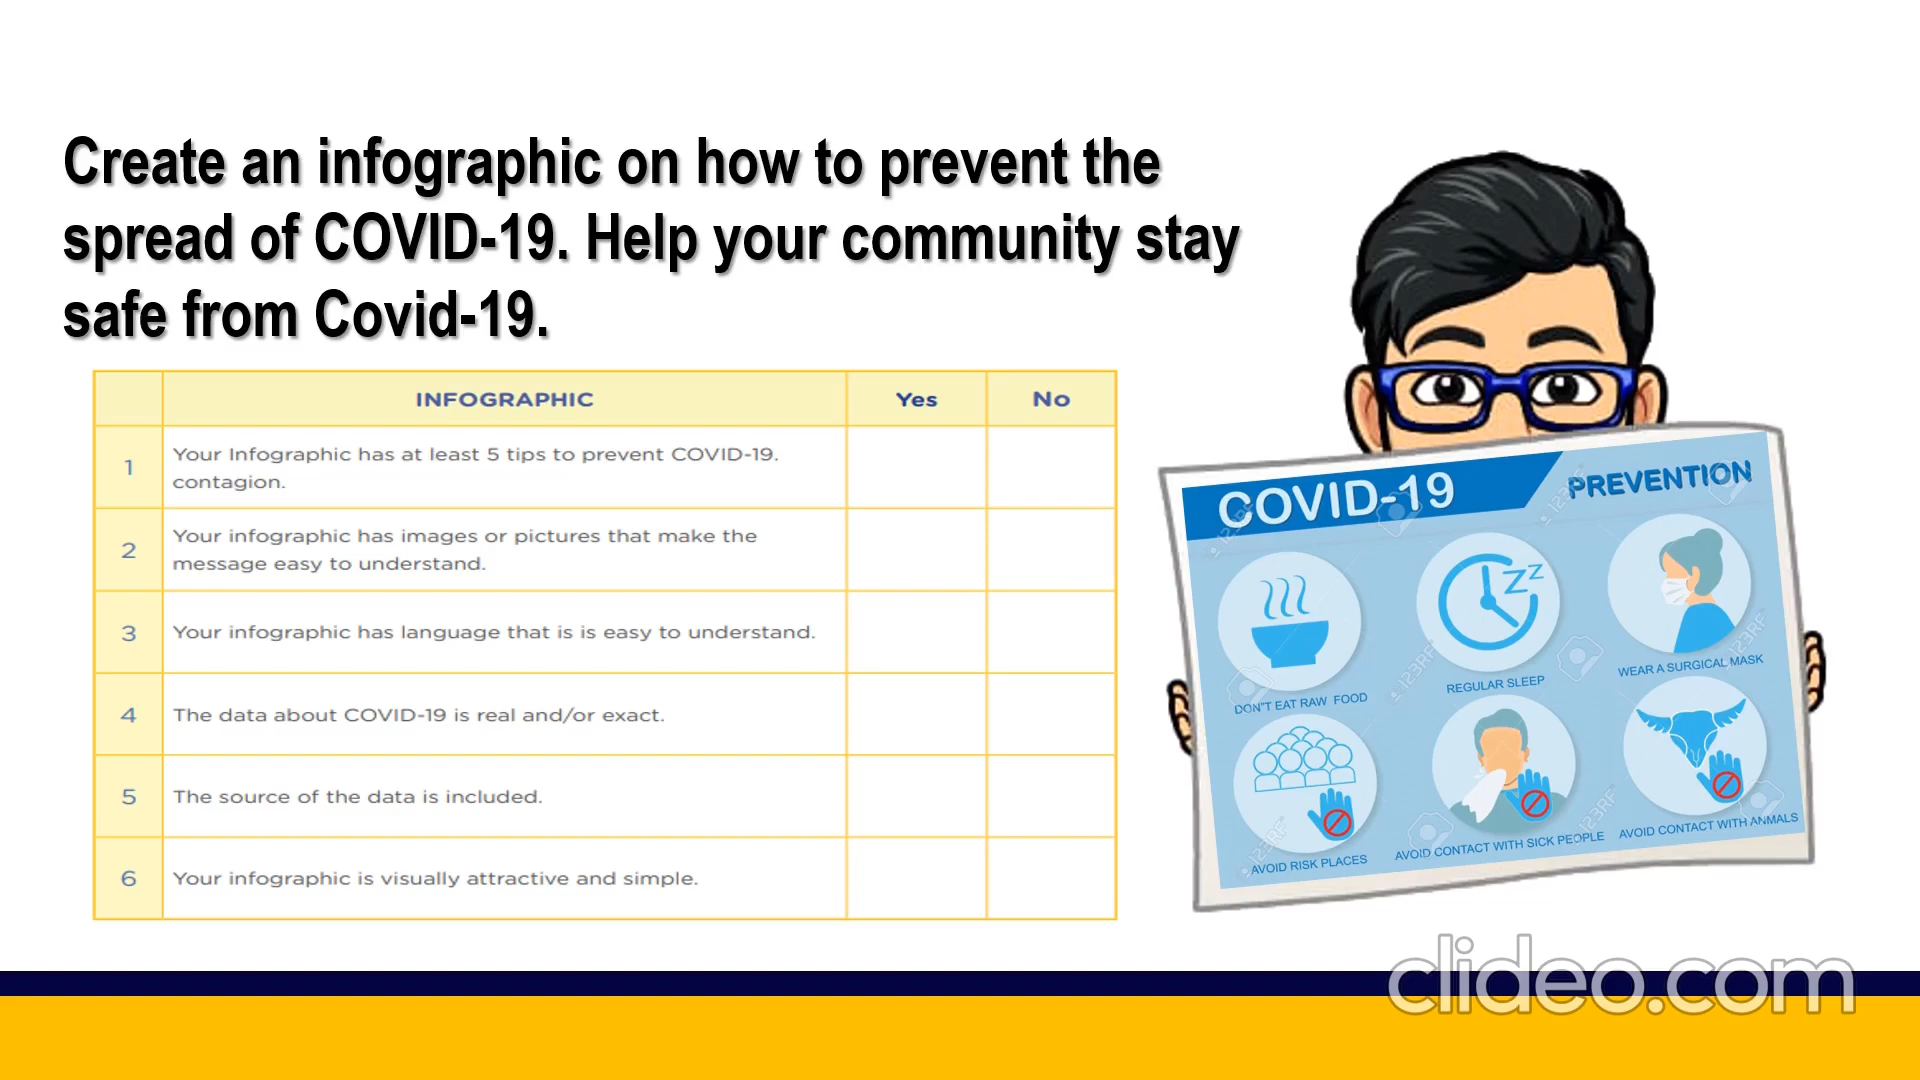 Create an infographic on how to prevent the
spread of COVID-19. Help your community stay
safe from Covid-19.
INFOGRAPHIC Yes No
1 Your Infographic has at least 5 tips to prevent COVID-19.
contagion.
2 Your infographic has images or pictures that make the
message easy to understand.
3 Your infographic has language that is is easy to understand.
4 The data about COVID-19 is real and/or exact.
5 The source of the data is included.
6 Your infographic is visually attractive and simple.
COVID-19 PREVENTION
ZZZ
DON"T EAT RAW FOOD
REGULAR SLEEP
WEAR A SURGICAL MASK
AVOID RISK PLACES
AVOID CONTACT WITH SICK PEOPLE
AVOID CONTACT WITH ANMALS
123RF
clideo.com